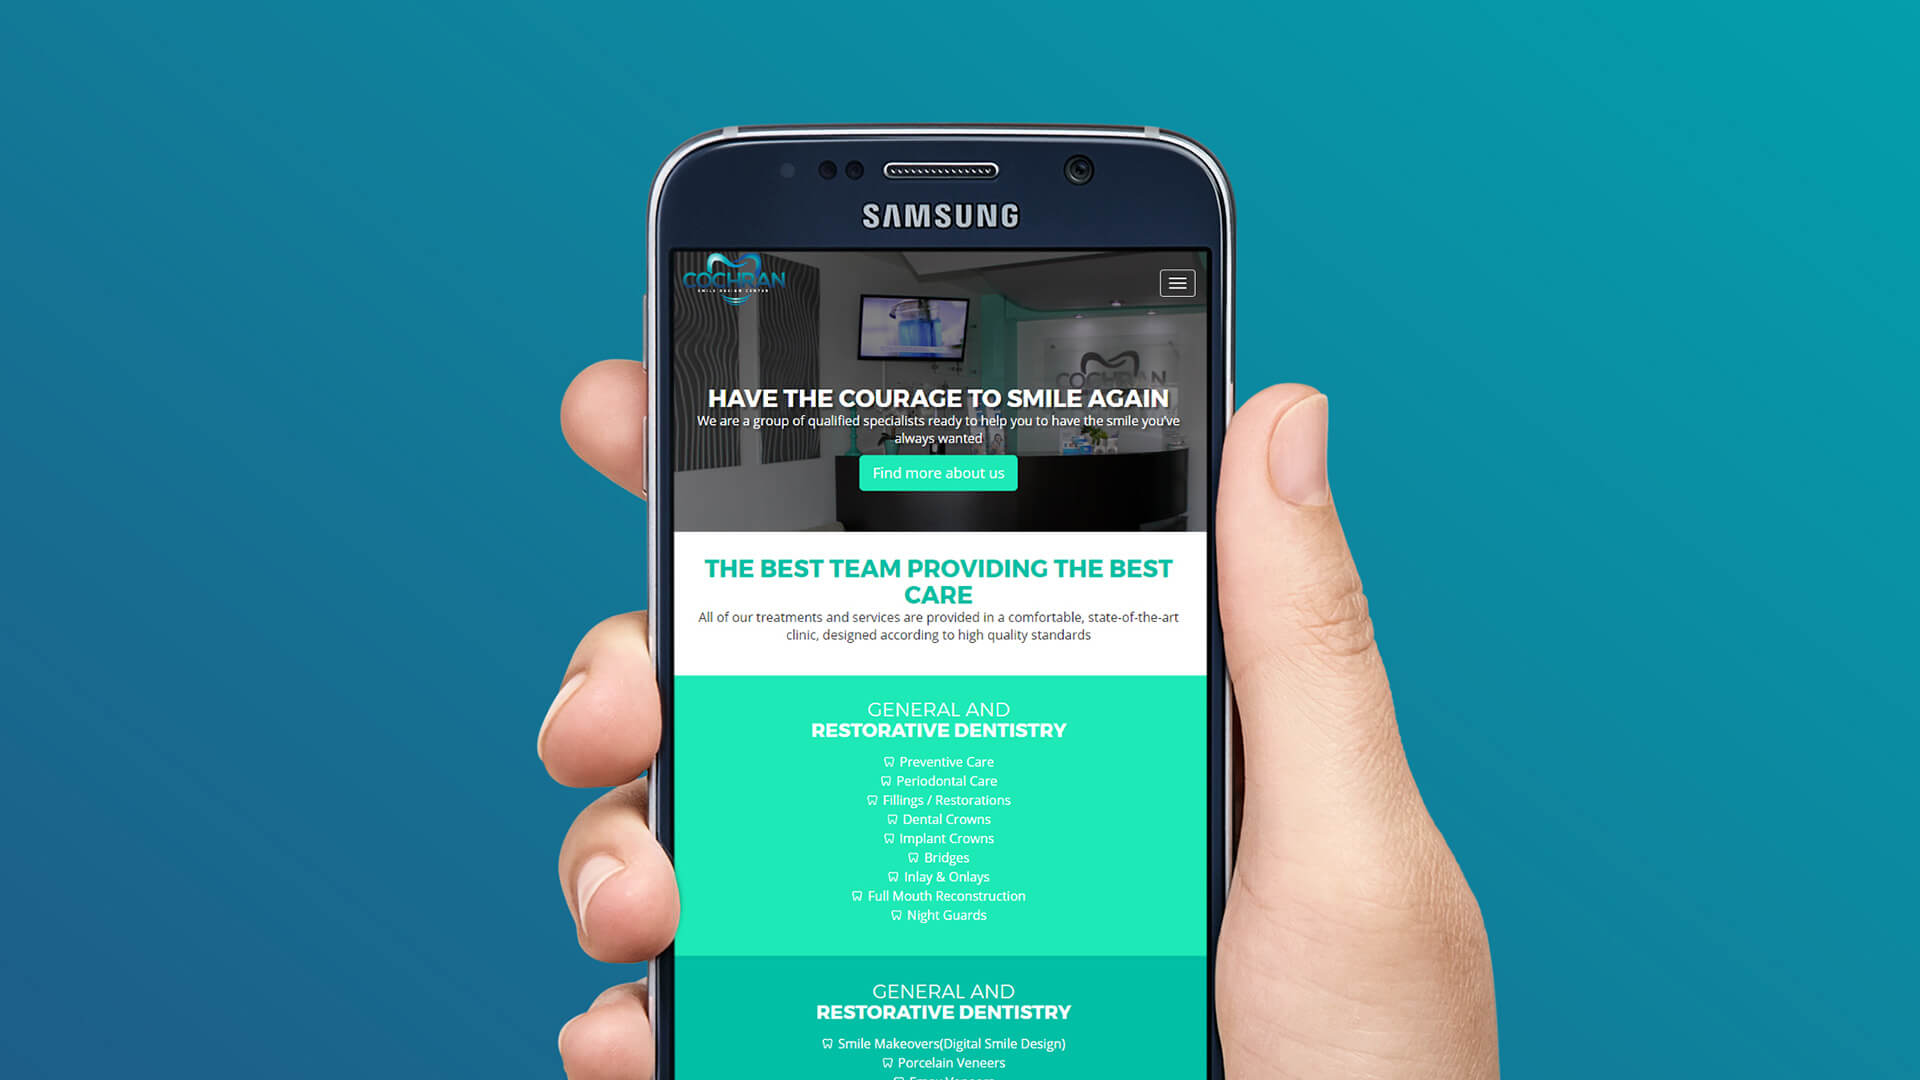 SAMSUNG
COCHRAN
SMILE DESIGN CENTER
COCHRAN
HAVE THE COURAGE TO SMILE AGAIN
We are a group of qualified specialists ready to help you to have the smile you've
always wanted
Find more about us
THE BEST TEAM PROVIDING THE BEST
CARE
All of our treatments and services are provided in a comfortable, state-of-the-art
clinic, designed according to high quality standards
GENERAL AND
RESTORATIVE DENTISTRY
Preventive Care
Periodontal Care
Fillings / Restorations
Dental Crowns
Implant Crowns
Bridges
Inlay & Onlays
Full Mouth Reconstruction
Night Guards
GENERAL AND
RESTORATIVE DENTISTRY
Smile Makeovers(Digital Smile Design)
Porcelain Veneers